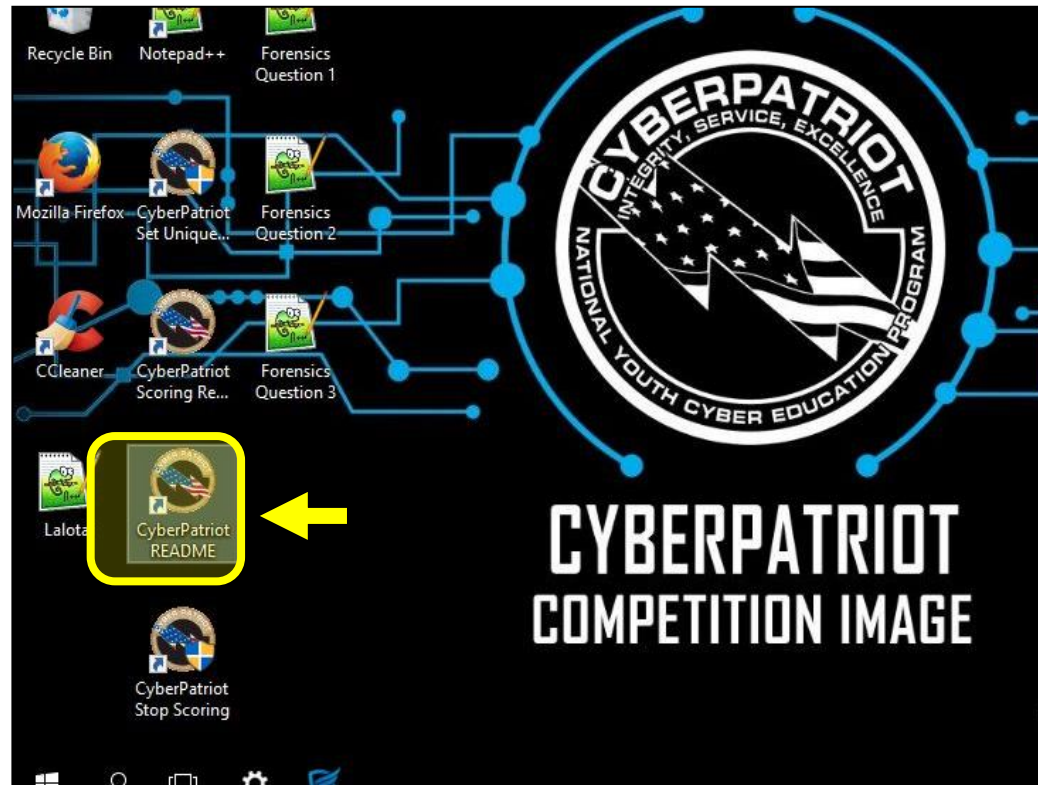 Recycle Bin
Notepad++
Forensics
Question 1
Mozilla Firefox
CyberPatriot
Set Unique...
Forensics
Question 2
CCleaner
CyberPatriot
Scoring Re...
Forensics
Question 3
Lalota
CyberPatriot
README
CyberPatriot
Stop Scoring
CYBERPATRIOT
INTEGRITY, SERVICE, EXCELLENCE
NATIONAL YOUTH CYBER EDUCATION PROGRAM
CYBERPATRIOT
COMPETITION IMAGE